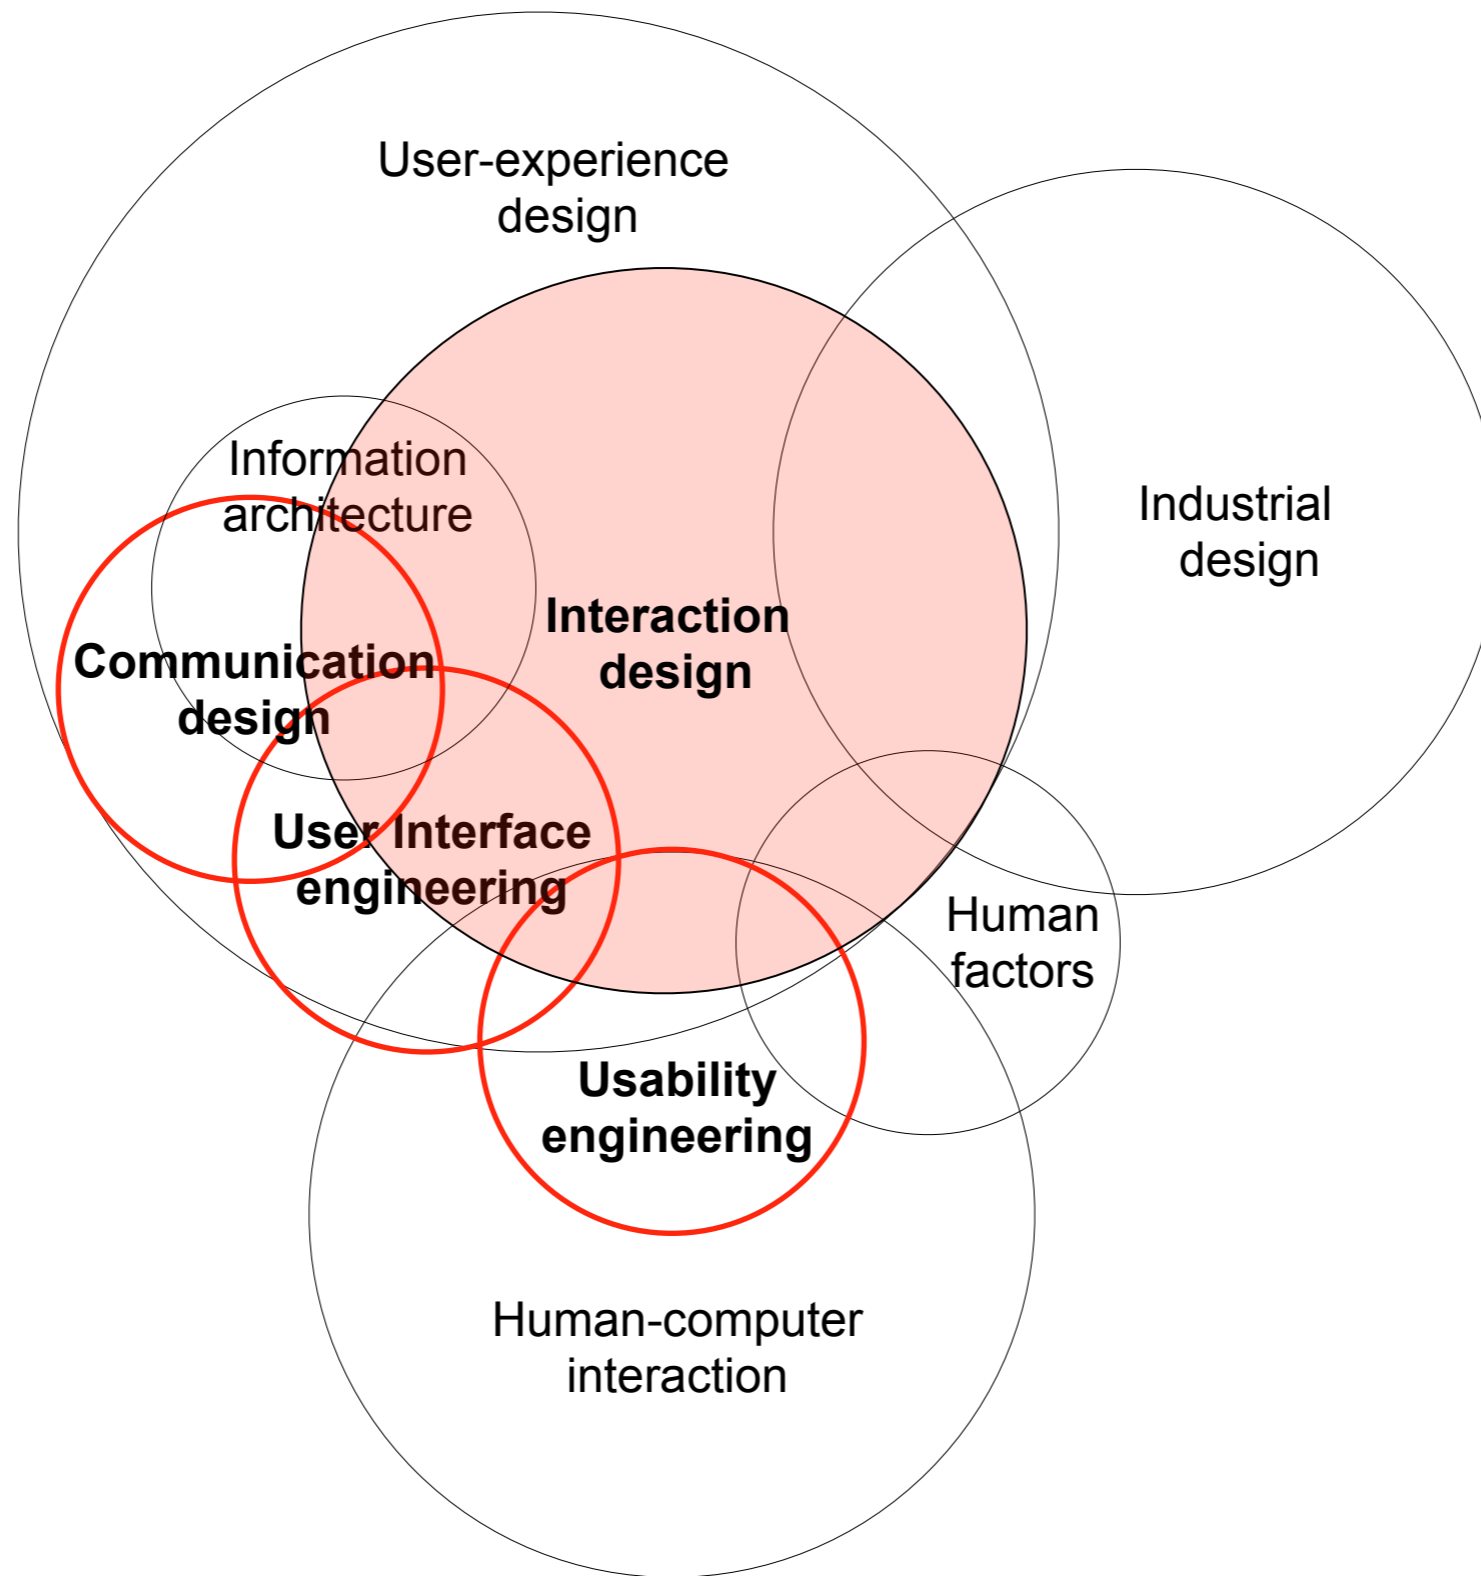 User-experience
design
Information
architecture
Industrial
design
Interaction
design
Communication
design
User Interface
engineering
Human
factors
Usability
engineering
Human-computer
interaction